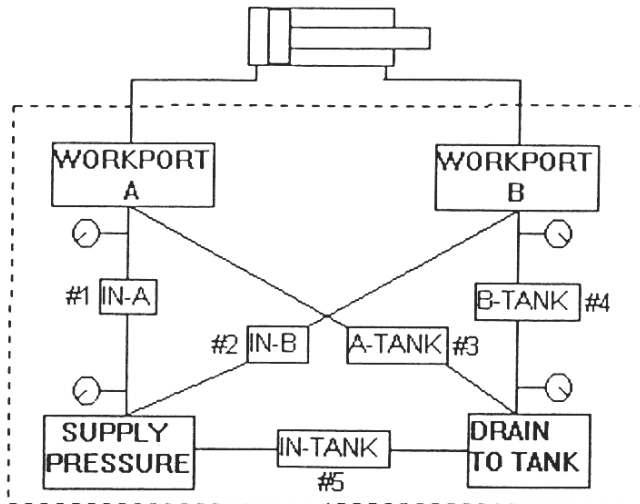 WORKPORT
A
WORKPORT
B
#1 IN-A
B-TANK #4
#2 IN-B
A-TANK #3
SUPPLY
PRESSURE
IN-TANK
#5
DRAIN
TO TANK